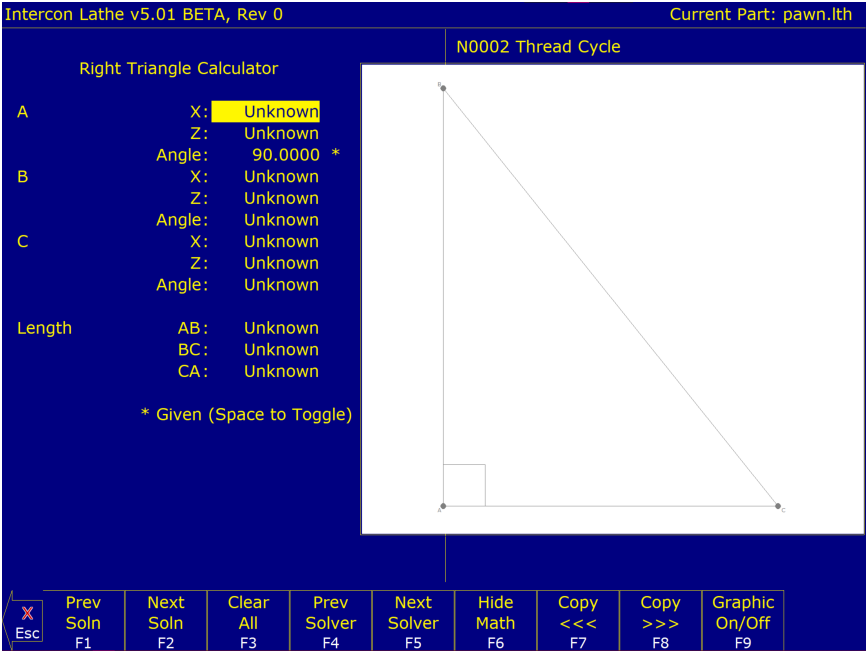 Intercon Lathe v5.01 BETA, Rev 0 Current Part: pawn.lth
N0002 Thread Cycle
Right Triangle Calculator
A X: Unknown
Z: Unknown
Angle: 90.0000 *
B X: Unknown
Z: Unknown
Angle: Unknown
C X: Unknown
Z: Unknown
Angle: Unknown
Length AB: Unknown
BC: Unknown
CA: Unknown
* Given (Space to Toggle)
B
A
C
X Esc
Prev Soln F1
Next Soln F2
Clear All F3
Prev Solver F4
Next Solver F5
Hide Math F6
Copy <<< F7
Copy >>> F8
Graphic On/Off F9